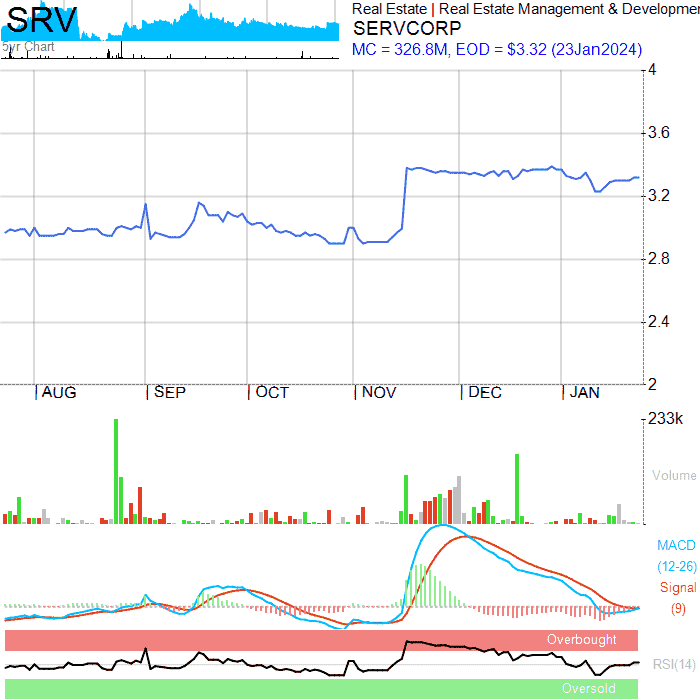 SRV
5yr Chart
Real Estate | Real Estate Management & Developmen
SERVCORP
MC = 326.8M, EOD = $3.32 (23Jan2024)
4
3.6
3.2
2.8
2.4
2
AUG SEP OCT NOV DEC JAN
233k
Volume
MACD
(12-26)
Signal
(9)
Overbought
RSI(14)
Oversold